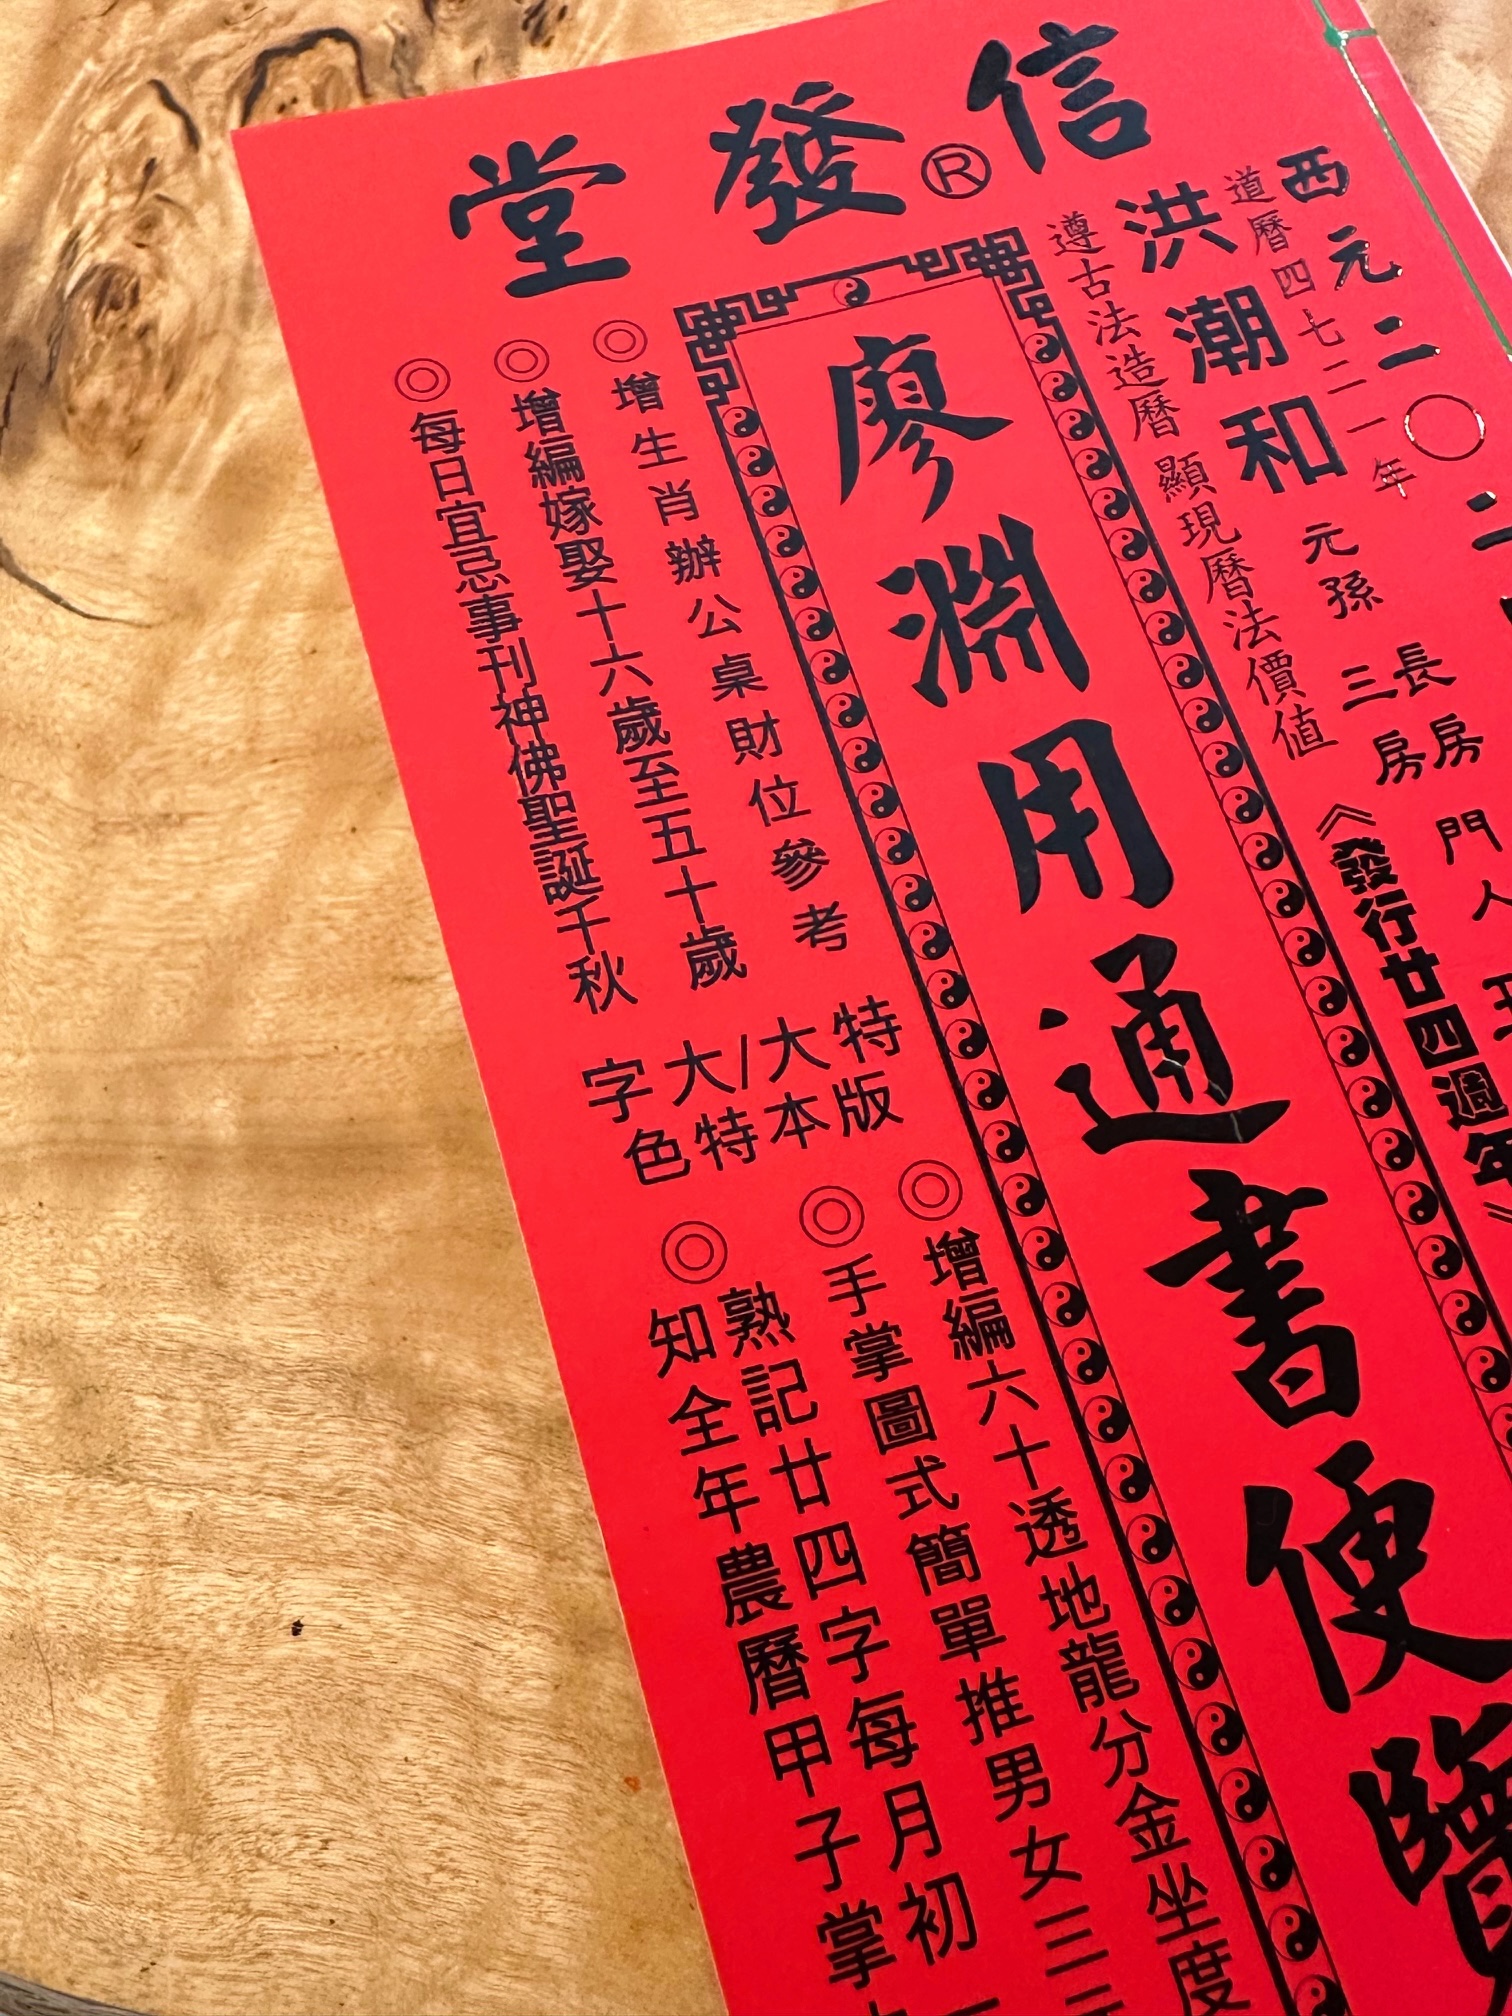 信發®堂
西元二〇二
道曆四七二一年
洪潮和
元孫
長房
三房
門人
遵古法造曆 顯現曆法價值
《發行廿四週年》
廖淵用通書便覽
◎增生肖辦公桌財位參考
◎增編嫁娶十六歲至五十歲
◎每日宜忌事刊神佛聖誕千秋
特大/大字
版本特色
◎增編六十透地龍分金坐度
◎手掌圖式簡單推男女三
◎熟記廿四字每月初一
知全年農曆甲子掌